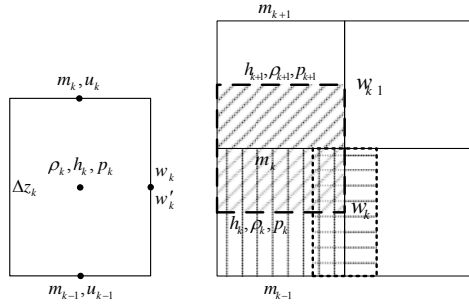 m_k, u_k
ρ_k, h_k, p_k
Δz_k
w_k
w'_k
m_{k-1}, u_{k-1}
m_{k+1}
h_{k+1}, ρ_{k+1}, p_{k+1}
m_k
h_k, ρ_k, p_k
w_k
m_{k-1}